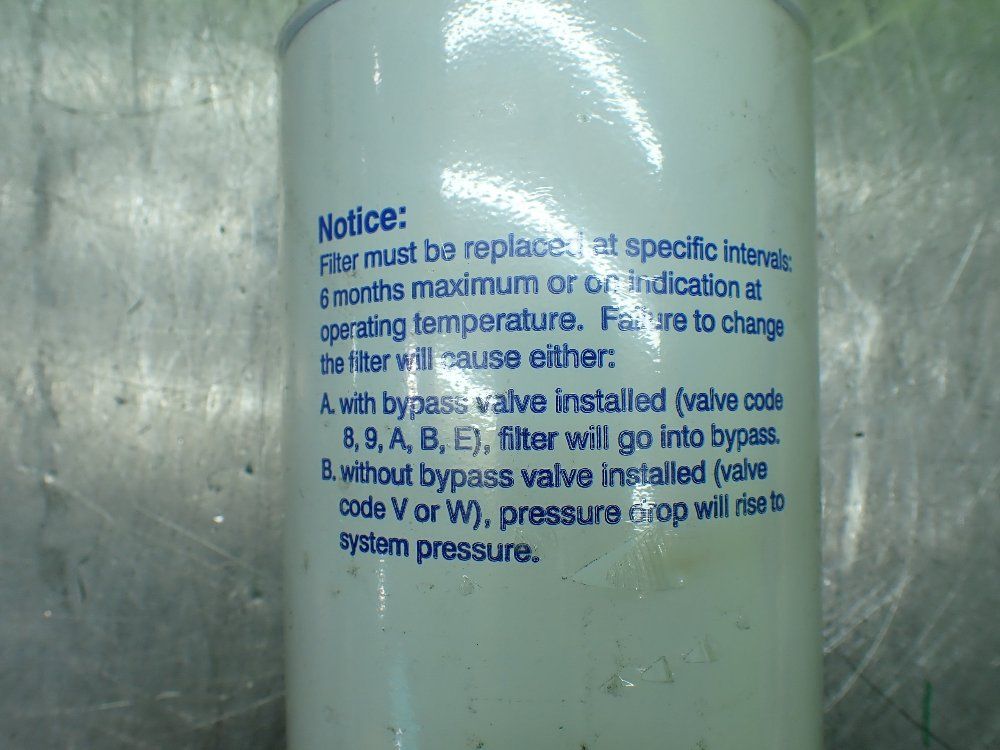 Notice:
Filter must be replaced at specific intervals:
6 months maximum or on indication at
operating temperature. Failure to change
the filter will cause either:
A. with bypass valve installed (valve code
8, 9, A, B, E), filter will go into bypass.
B. without bypass valve installed (valve
code V or W), pressure drop will rise to
system pressure.